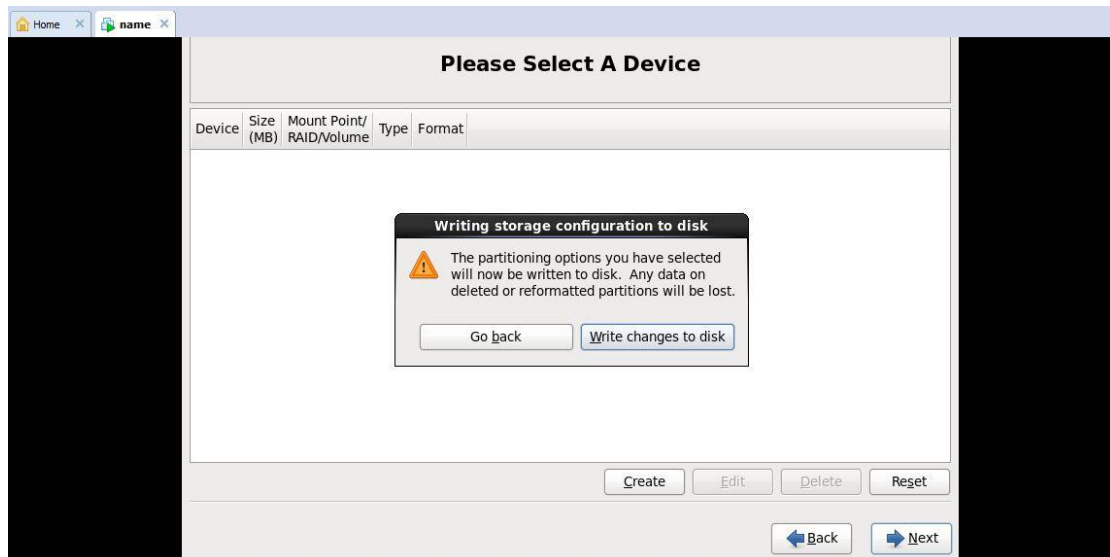 Home
name
Please Select A Device
Device Size (MB) Mount Point/ RAID/Volume Type Format
Writing storage configuration to disk
The partitioning options you have selected
will now be written to disk. Any data on
deleted or reformatted partitions will be lost.
Go back Write changes to disk
Create Edit Delete Reset
Back Next